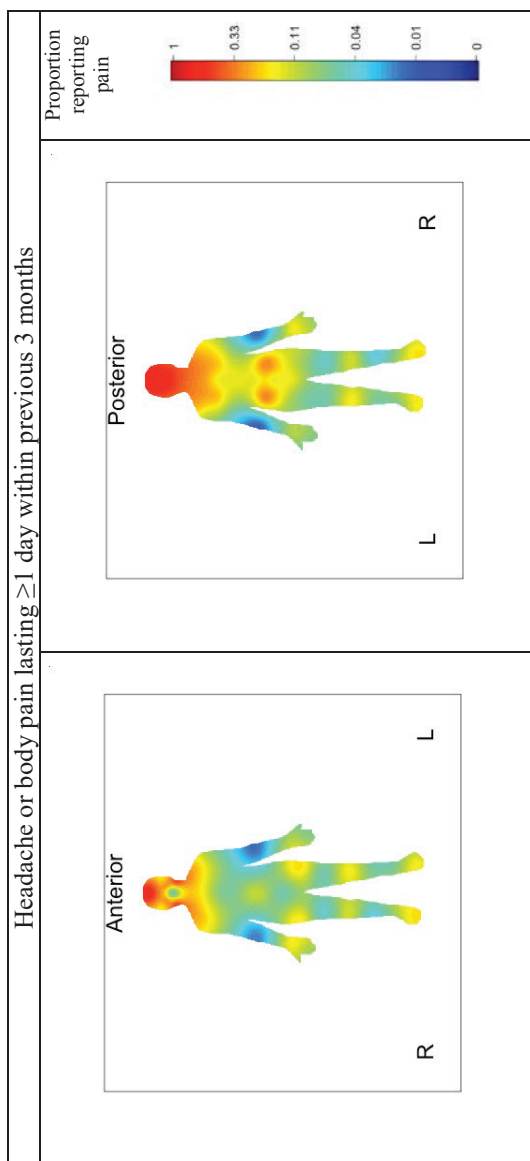 Headache or body pain lasting ≥1 day within previous 3 months
Anterior
R
L
Posterior
L
R
Proportion
reporting
pain
1
0.33
0.11
0.04
0.01
0